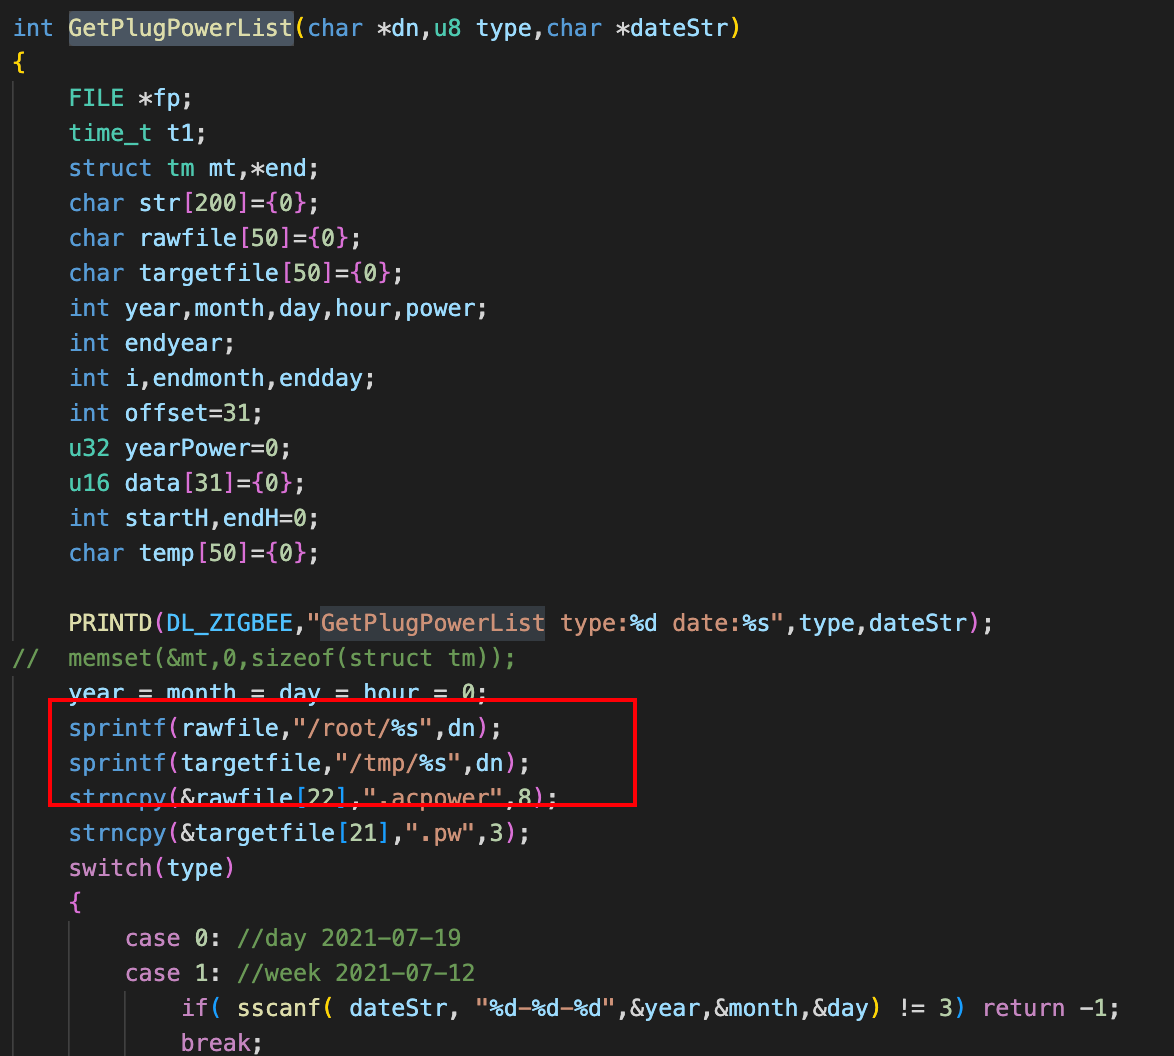 int GetPlugPowerList(char *dn,u8 type,char *dateStr)
{
    FILE *fp;
    time_t t1;
    struct tm mt,*end;
    char str[200]={0};
    char rawfile[50]={0};
    char targetfile[50]={0};
    int year,month,day,hour,power;
    int endyear;
    int i,endmonth,endday;
    int offset=31;
    u32 yearPower=0;
    u16 data[31]={0};
    int startH,endH=0;
    char temp[50]={0};

    PRINTD(DL_ZIGBEE,"GetPlugPowerList type:%d date:%s",type,dateStr);
//  memset(&mt,0,sizeof(struct tm));
    year = month = day = hour = 0;
    sprintf(rawfile,"/root/%s",dn);
    sprintf(targetfile,"/tmp/%s",dn);
    strncpy(&rawfile[22],".acpower",8);
    strncpy(&targetfile[21],".pw",3);
    switch(type)
    {
        case 0: //day 2021-07-19
        case 1: //week 2021-07-12
            if( sscanf( dateStr, "%d-%d-%d",&year,&month,&day) != 3) return -1;
            break;